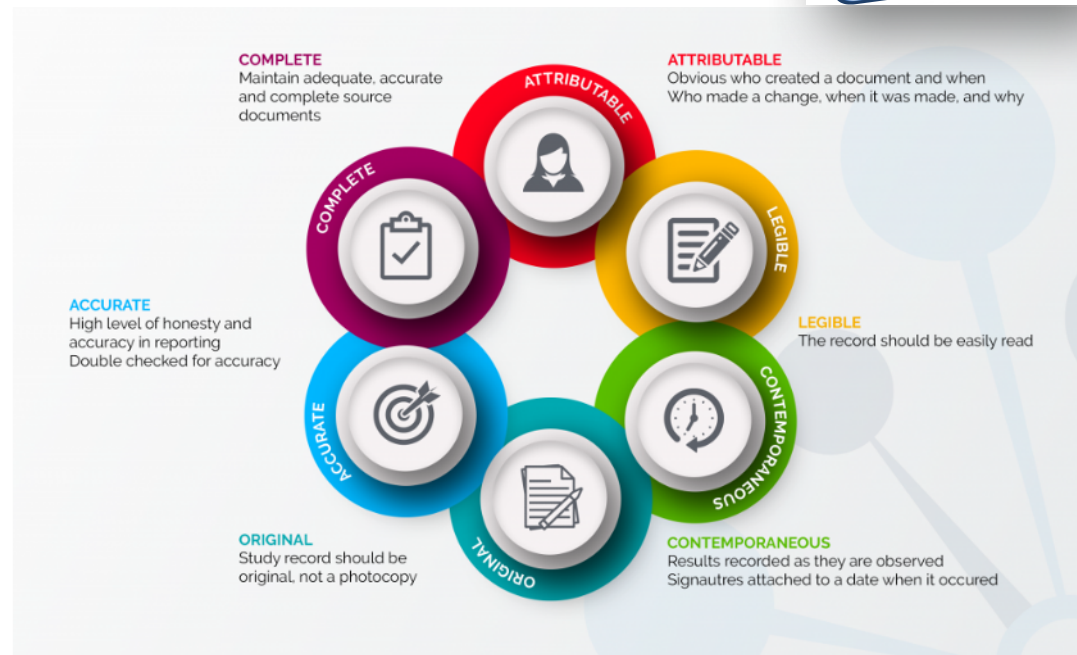 COMPLETE
Maintain adequate, accurate
and complete source
documents
ATTRIBUTABLE
Obvious who created a document and when
Who made a change, when it was made, and why
ATTRIBUTABLE
COMPLETE
LEGIBLE
ACCURATE
High level of honesty and
accuracy in reporting
Double checked for accuracy
LEGIBLE
The record should be easily read
ACCURATE
CONTEMPORANEOUS
ORIGINAL
ORIGINAL
Study record should be
original, not a photocopy
CONTEMPORANEOUS
Results recorded as they are observed
Signautres attached to a date when it occured